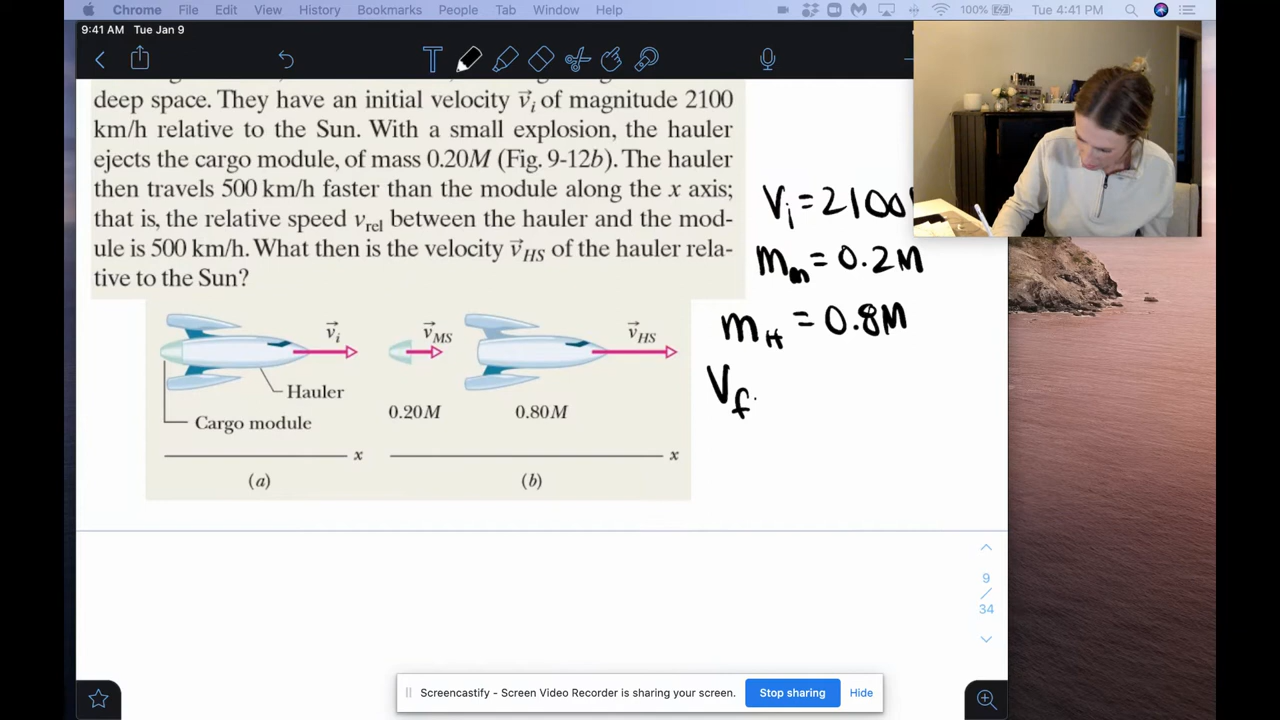 Chrome File Edit View History Bookmarks People Tab Window Help 100% Tue 4:41 PM
9:41 AM Tue Jan 9
T
deep space. They have an initial velocity v⃗i of magnitude 2100
km/h relative to the Sun. With a small explosion, the hauler
ejects the cargo module, of mass 0.20M (Fig. 9-12b). The hauler
then travels 500 km/h faster than the module along the x axis;
that is, the relative speed vrel between the hauler and the mod-
ule is 500 km/h. What then is the velocity v⃗HS of the hauler rela-
tive to the Sun?
Vi = 2100
mm = 0.2M
mH = 0.8M
Vf
v⃗i
v⃗MS
v⃗HS
Hauler
Cargo module
0.20M
0.80M
x
x
(a)
(b)
9
/
34
Screencastify - Screen Video Recorder is sharing your screen. Stop sharing Hide